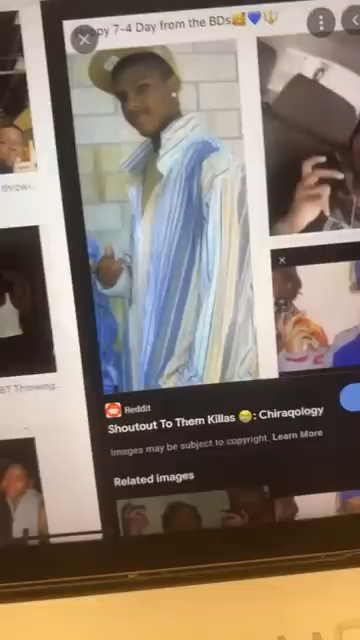 ppy 7-4 Day from the BDs🥰💙🔱
Reddit
Shoutout To Them Killas 😂: Chiraqology
Images may be subject to copyright. Learn More
Related images